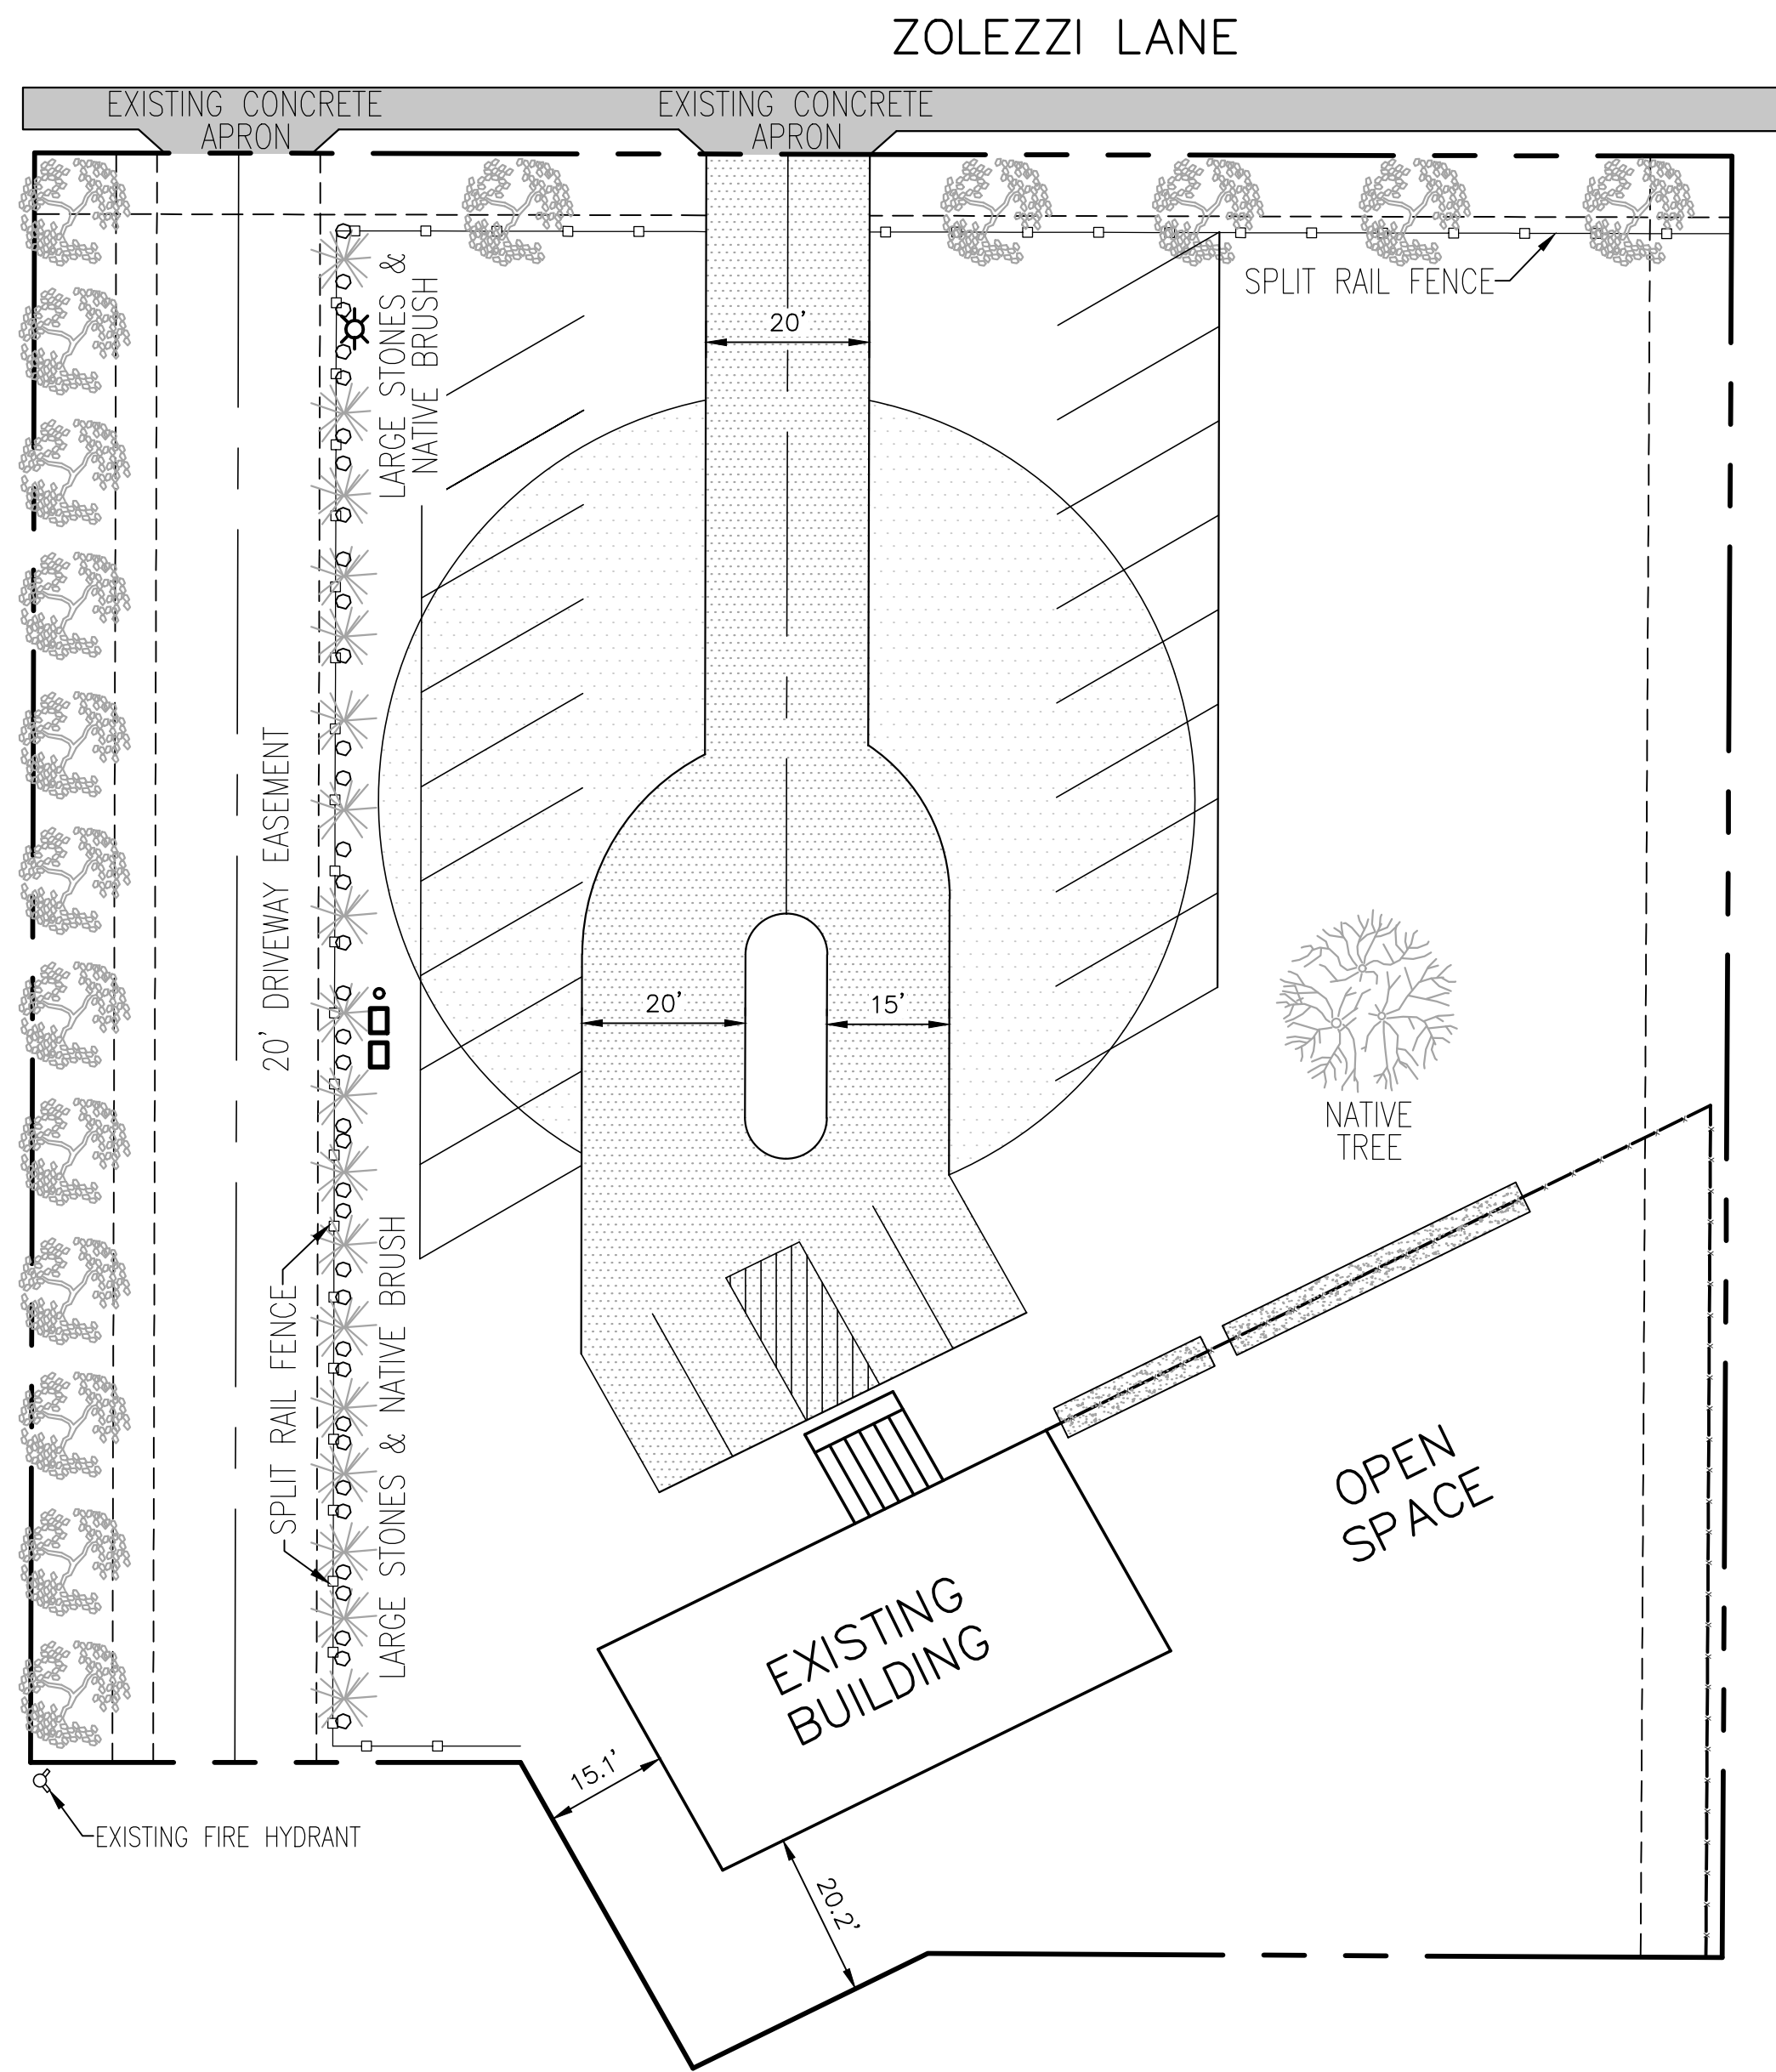 ZOLEZZI LANE
EXISTING CONCRETE
APRON
EXISTING CONCRETE
APRON
SPLIT RAIL FENCE
LARGE STONES &
NATIVE BRUSH
20'
20' DRIVEWAY EASEMENT
20'
15'
NATIVE
TREE
SPLIT RAIL FENCE
LARGE STONES & NATIVE BRUSH
OPEN
SPACE
EXISTING
BUILDING
15.1'
20.2'
EXISTING FIRE HYDRANT